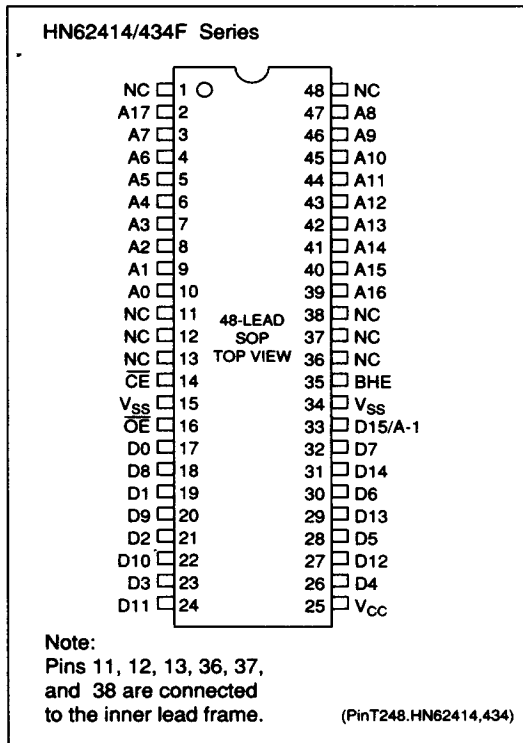 HN62414/434F Series
NC 1 48 NC
A17 2 47 A8
A7 3 46 A9
A6 4 45 A10
A5 5 44 A11
A4 6 43 A12
A3 7 42 A13
A2 8 41 A14
A1 9 40 A15
A0 10 39 A16
NC 11 38 NC
NC 12 37 NC
NC 13 36 NC
48-LEAD
SOP
TOP VIEW
C̅E̅ 14 35 BHE
VSS 15 34 VSS
O̅E̅ 16 33 D15/A-1
D0 17 32 D7
D8 18 31 D14
D1 19 30 D6
D9 20 29 D13
D2 21 28 D5
D10 22 27 D12
D3 23 26 D4
D11 24 25 VCC
Note:
Pins 11, 12, 13, 36, 37,
and 38 are connected
to the inner lead frame.
(PinT248.HN62414,434)